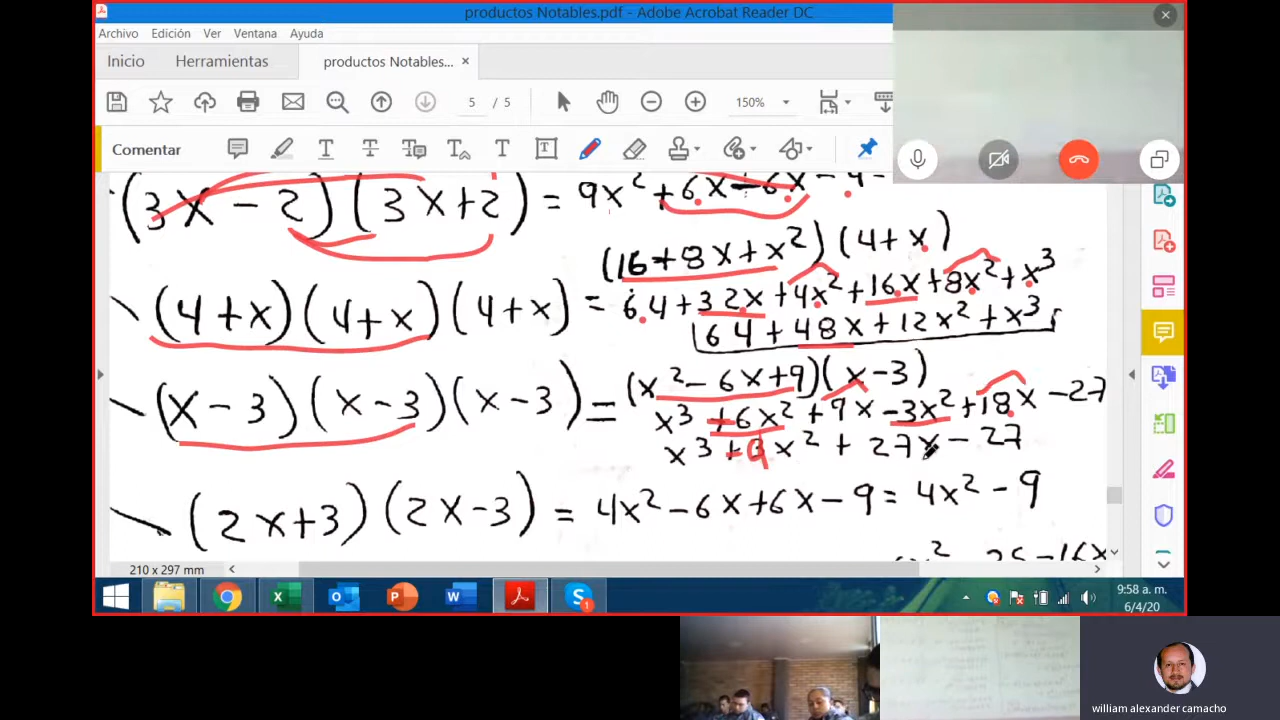 productos Notables.pdf - Adobe Acrobat Reader DC
Archivo Edición Ver Ventana Ayuda
Inicio Herramientas productos Notables... ×
5 / 5 150%
Comentar
(3x - 2)(3x+2) = 9x² +6x -6x - 4 -
(16+8x+x²)(4+x)
(4+x)(4+x)(4+x) = 64+32x+4x²+16x+8x²+x³
64+48x+12x²+x³
(x²-6x+9)(x-3)
(x-3)(x-3)(x-3) =
x³+6x²+9x-3x²+18x-27
x³+9x²+27x-27
(2x+3)(2x-3) = 4x²-6x+6x-9 = 4x²-9
210 x 297 mm
9:58 a. m.
6/4/20
1
william alexander camacho